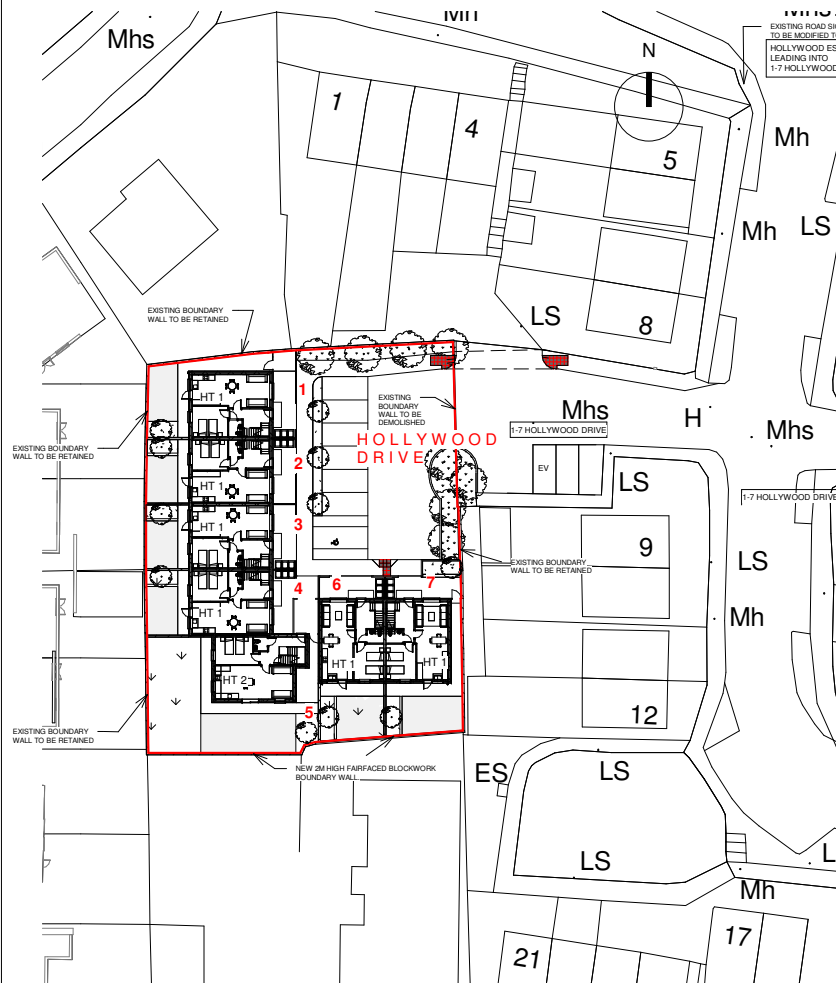 Mhs
Mh
EXISTING ROAD
TO BE MODIFIED
HOLLYWOOD
LEADING INTO
1-7 HOLLYWOOD
N
1
4
5
Mh
Mh
LS
EXISTING BOUNDARY
WALL TO BE RETAINED
LS
8
HT 1
1
EXISTING
BOUNDARY
WALL TO BE
DEMOLISHED
Mhs
H
Mhs
1-7 HOLLYWOOD DRIVE
HOLLYWOOD
DRIVE
EXISTING BOUNDARY
WALL TO BE RETAINED
2
EV
LS
HT 1
1-7 HOLLYWOOD DRIVE
HT 1
3
9
EXISTING BOUNDARY
WALL TO BE RETAINED
LS
4
6
7
HT 1
Mh
HT 1
HT 1
HT 2
5
12
EXISTING BOUNDARY
WALL TO BE RETAINED
NEW 2M HIGH FAIRFACED BLOCKWORK
BOUNDARY WALL
ES
LS
LS
L
Mh
17
21